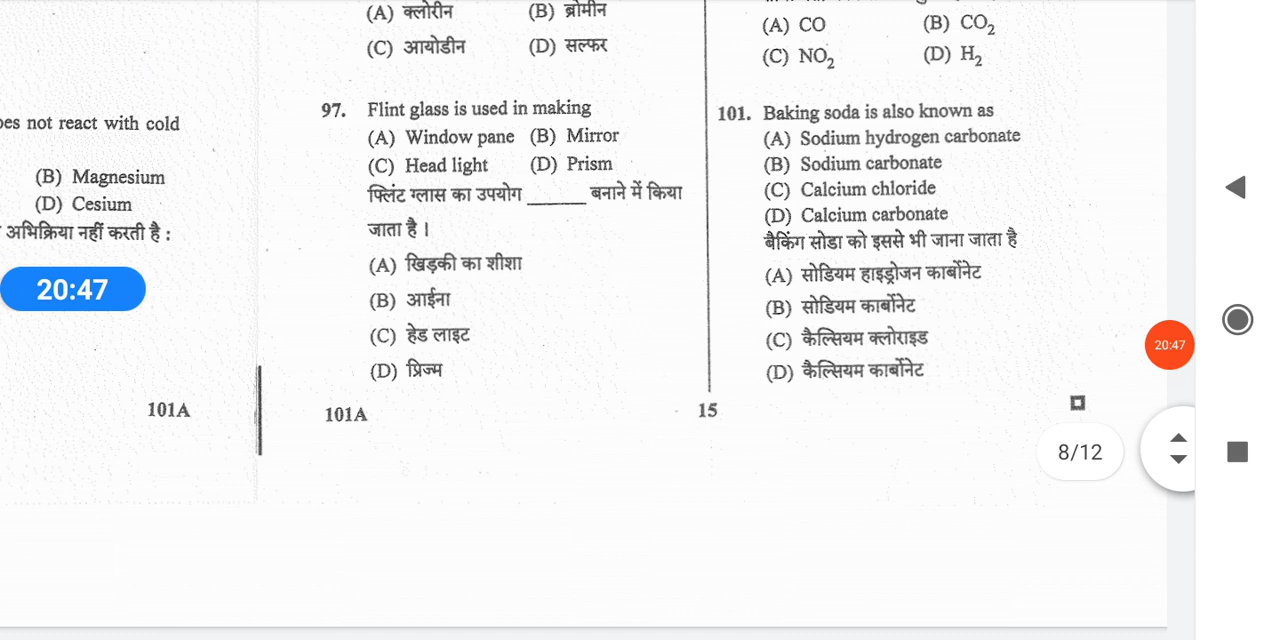 (A) क्लोरीन (B) ब्रोमीन
(C) आयोडीन (D) सल्फर
(A) CO (B) CO₂
(C) NO₂ (D) H₂
oes not react with cold
(B) Magnesium
(D) Cesium
अभिक्रिया नहीं करती है :
20:47
101A
97. Flint glass is used in making
(A) Window pane (B) Mirror
(C) Head light (D) Prism
फ्लिंट ग्लास का उपयोग ______ बनाने में किया
जाता है ।
(A) खिड़की का शीशा
(B) आईना
(C) हेड लाइट
(D) प्रिज्म
101A
101. Baking soda is also known as
(A) Sodium hydrogen carbonate
(B) Sodium carbonate
(C) Calcium chloride
(D) Calcium carbonate
बैकिंग सोडा को इससे भी जाना जाता है
(A) सोडियम हाइड्रोजन कार्बोनेट
(B) सोडियम कार्बोनेट
(C) कैल्सियम क्लोराइड
(D) कैल्सियम कार्बोनेट
15
20:47
8/12